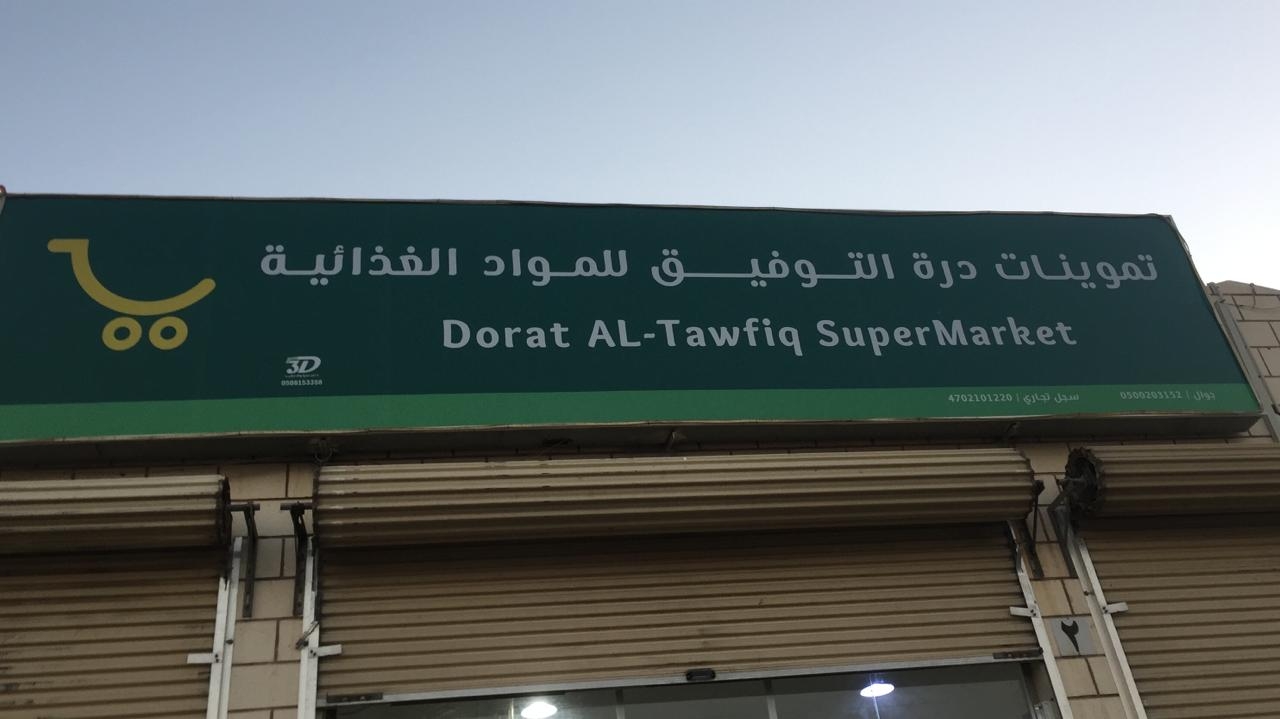 تموينات درة التوفيق للمواد الغذائية
Dorat AL-Tawfiq SuperMarket
3D
0508153358
سجل تجاري | 4702101220
جوال | 0500203152
٢